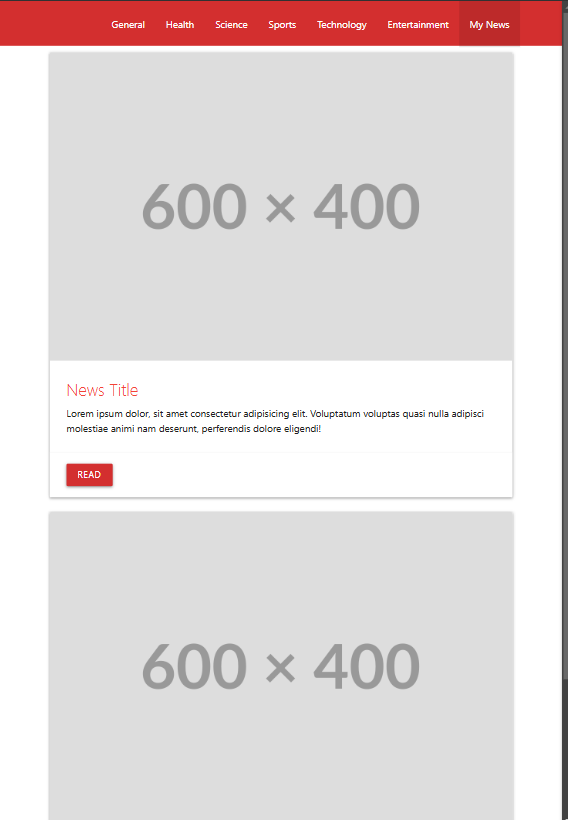 General Health Science Sports Technology Entertainment My News
600 × 400
News Title
Lorem ipsum dolor, sit amet consectetur adipisicing elit. Voluptatum voluptas quasi nulla adipisci
molestiae animi nam deserunt, perferendis dolore eligendi!
READ
600 × 400